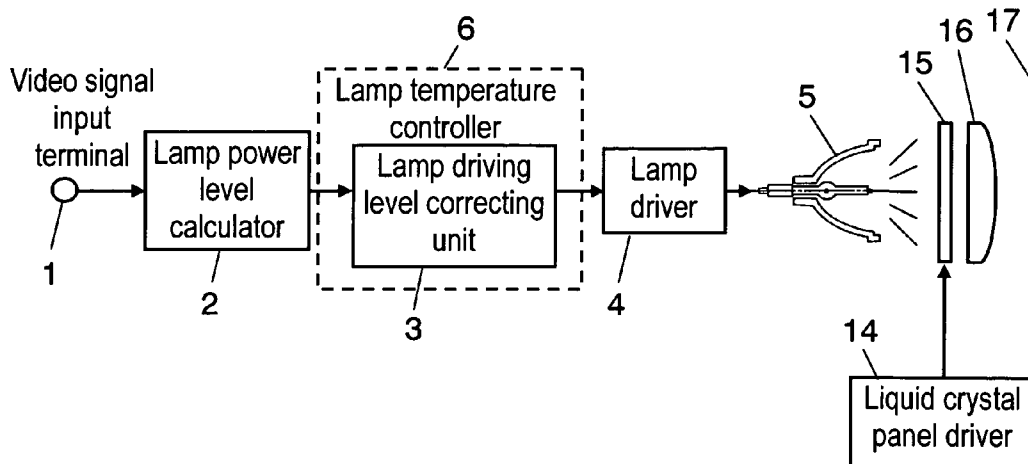 6
17
16
15
Video signal
input
terminal
Lamp temperature
controller
5
Lamp power
level
calculator
Lamp driving
level correcting
unit
Lamp
driver
1
2
3
4
14
Liquid crystal
panel driver